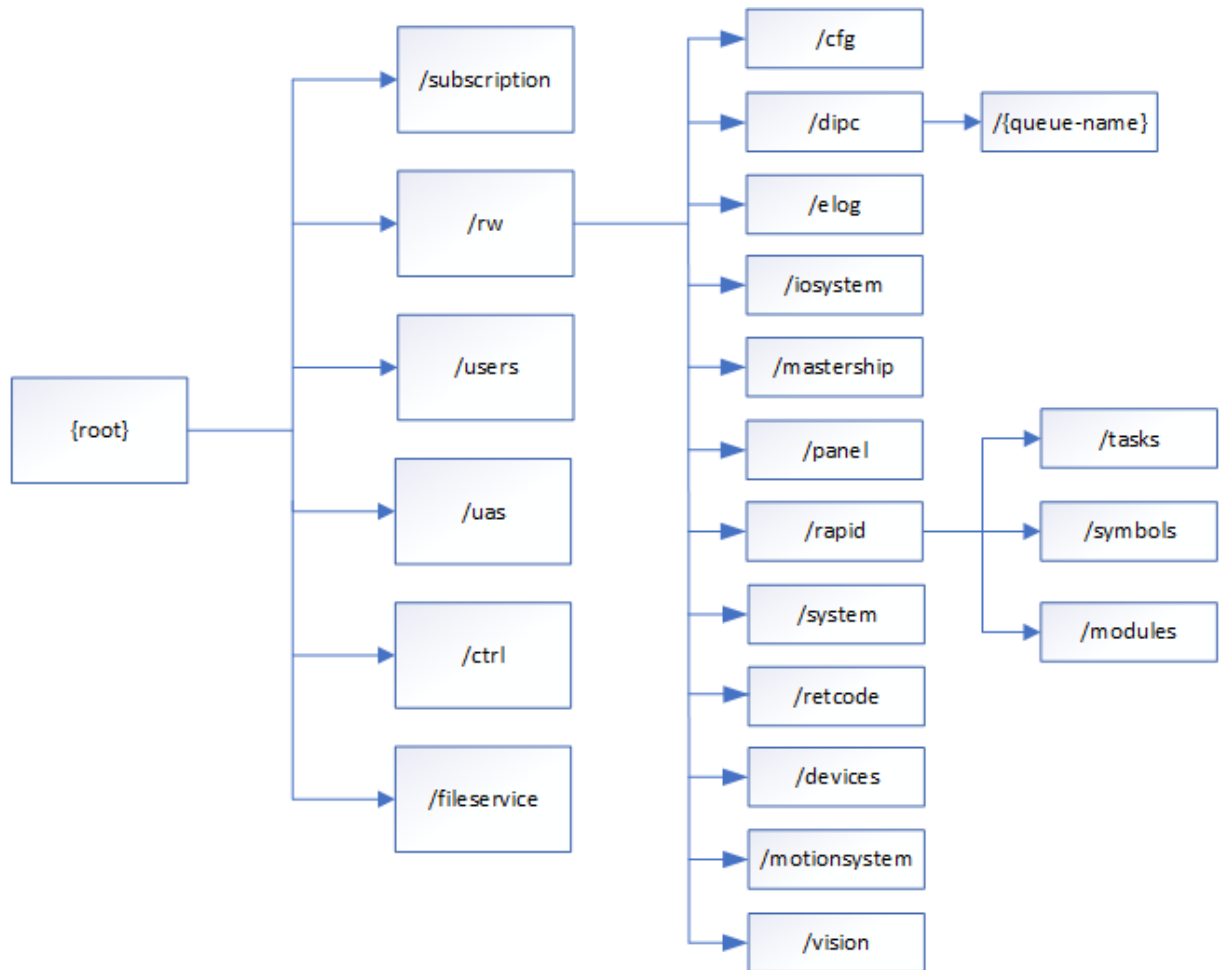 {root}
/subscription
/rw
/users
/uas
/ctrl
/fileservice
/cfg
/dipc
/elog
/iosystem
/mastership
/panel
/rapid
/system
/retcode
/devices
/motionsystem
/vision
/{queue-name}
/tasks
/symbols
/modules